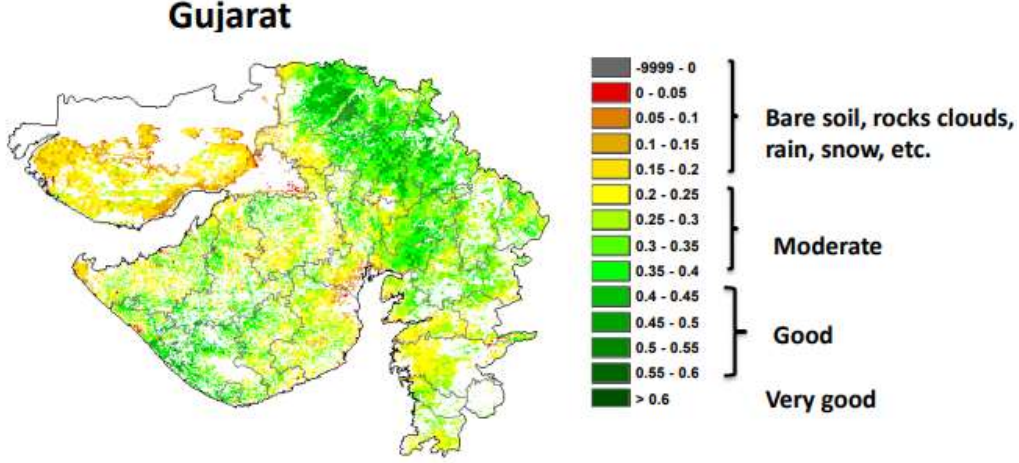 Gujarat
-9999 - 0
0 - 0.05
0.05 - 0.1
0.1 - 0.15
0.15 - 0.2
0.2 - 0.25
0.25 - 0.3
0.3 - 0.35
0.35 - 0.4
0.4 - 0.45
0.45 - 0.5
0.5 - 0.55
0.55 - 0.6
> 0.6
Bare soil, rocks clouds,
rain, snow, etc.
Moderate
Good
Very good